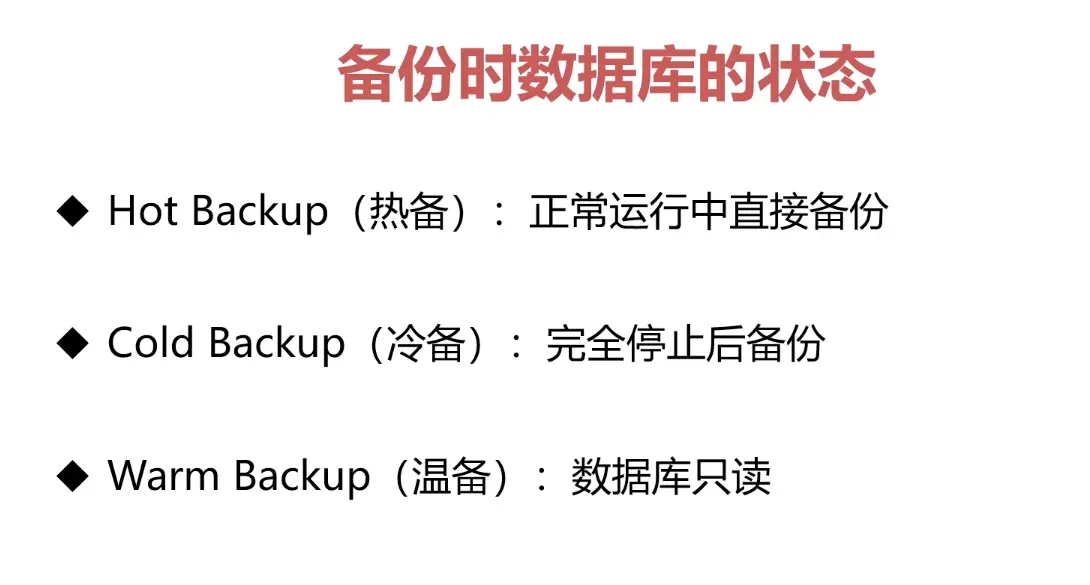 备份时数据库的状态
◆ Hot Backup（热备）：正常运行中直接备份
◆ Cold Backup（冷备）：完全停止后备份
◆ Warm Backup（温备）：数据库只读